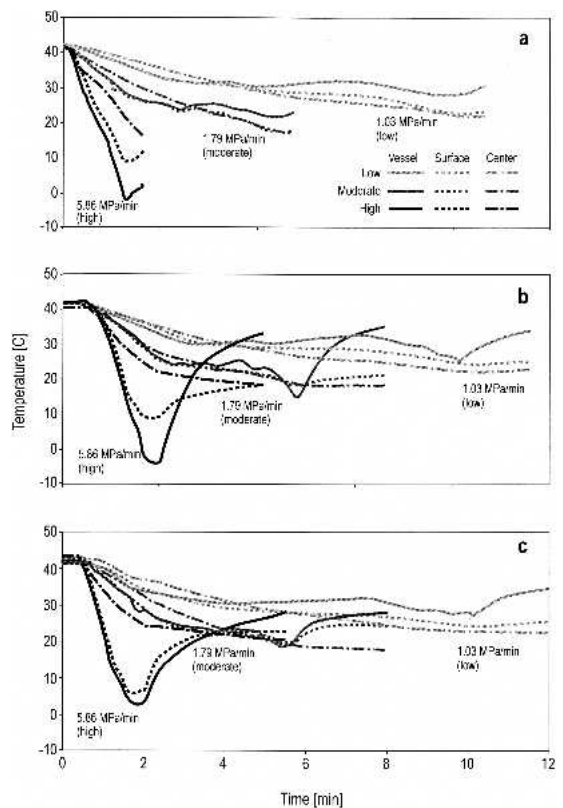 50
a
40
30
20
1.79 MPa/min
(moderate)
1.03 MPa/min
(low)
10
Vessel Surface Center
Low
0
Moderate
5.86 MPa/min
(high)
High
-10
50
b
40
30
20
1.79 MPa/min
(moderate)
1.03 MPa/min
(low)
10
0
5.86 MPa/min
(high)
-10
Temperature [C]
50
c
40
30
20
1.79 MPa/min
(moderate)
1.03 MPa/min
(low)
10
0
5.86 MPa/min
(high)
-10
0 2 4 6 8 10 12
Time [min]